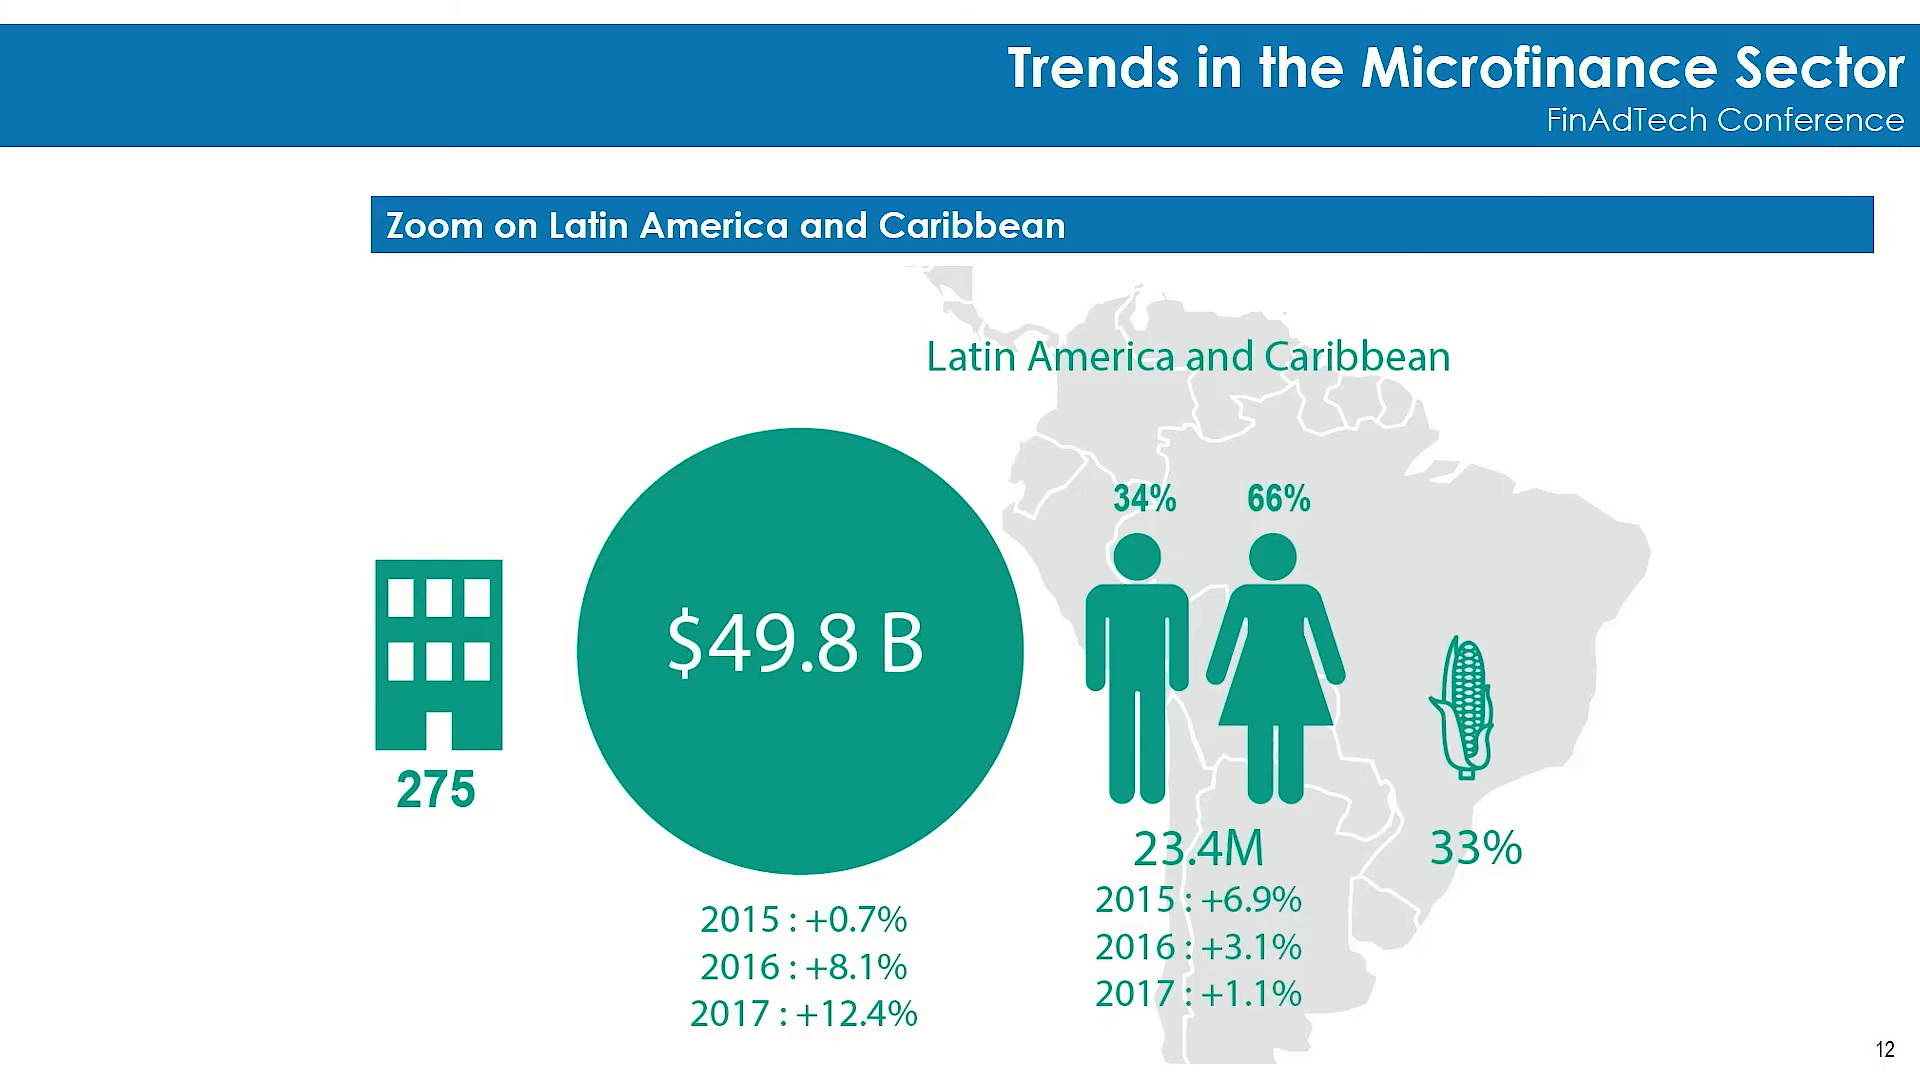 Trends in the Microfinance Sector
FinAdTech Conference
Zoom on Latin America and Caribbean
Latin America and Caribbean
275
$49.8 B
2015 : +0.7%
2016 : +8.1%
2017 : +12.4%
34% 66%
23.4M
2015 : +6.9%
2016 : +3.1%
2017 : +1.1%
33%
12